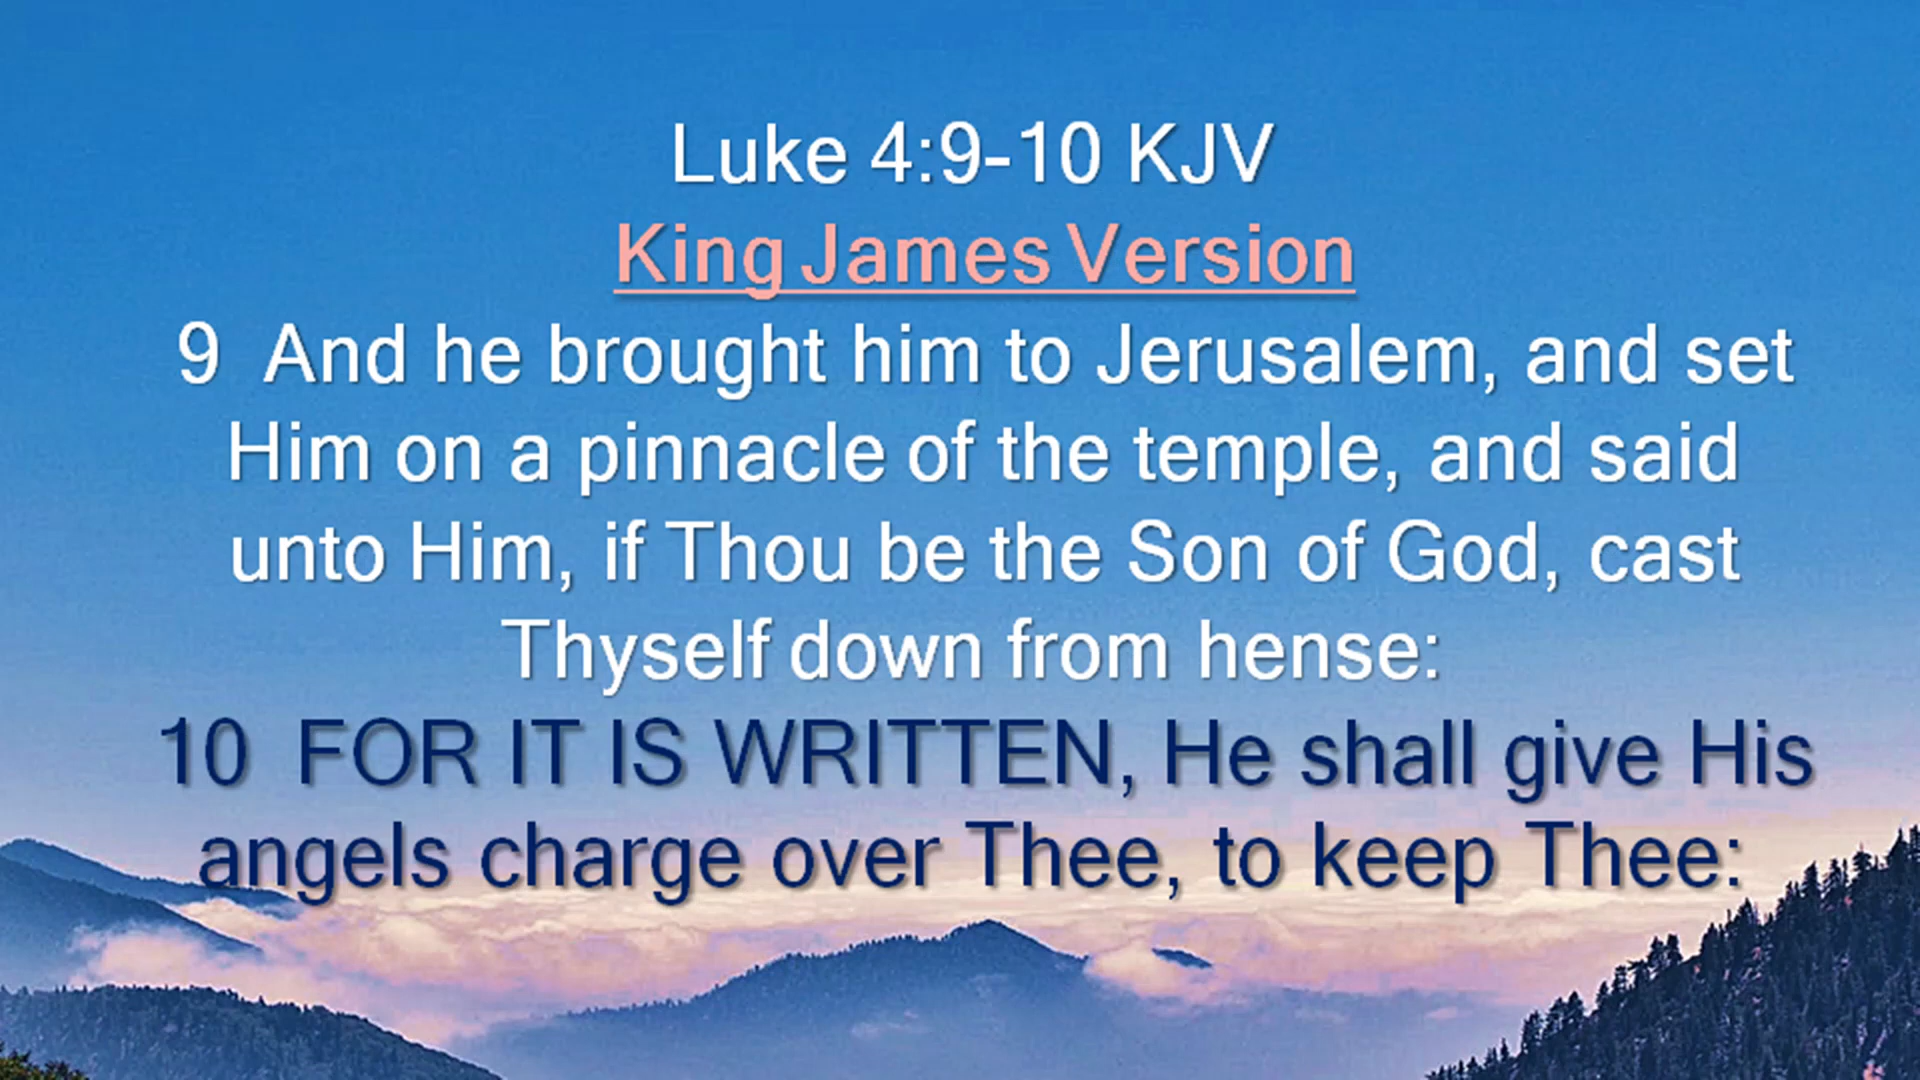 Luke 4:9-10 KJV
King James Version
9 And he brought him to Jerusalem, and set
Him on a pinnacle of the temple, and said
unto Him, if Thou be the Son of God, cast
Thyself down from hense:
10 FOR IT IS WRITTEN, He shall give His
angels charge over Thee, to keep Thee: